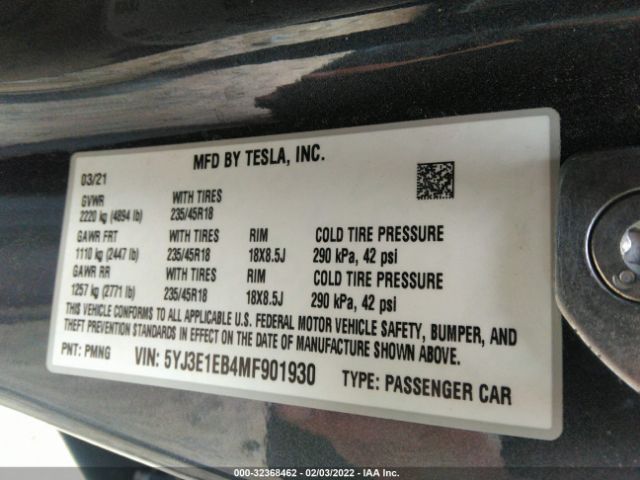 MFD BY TESLA, INC.
03/21
GVWR WITH TIRES
2220 kg (4894 lb) 235/45R18
GAWR FRT WITH TIRES RIM COLD TIRE PRESSURE
1110 kg (2447 lb) 235/45R18 18X8.5J 290 kPa, 42 psi
GAWR RR WITH TIRES RIM COLD TIRE PRESSURE
1257 kg (2771 lb) 235/45R18 18X8.5J 290 kPa, 42 psi
THIS VEHICLE CONFORMS TO ALL APPLICABLE U.S. FEDERAL MOTOR VEHICLE SAFETY, BUMPER, AND
THEFT PREVENTION STANDARDS IN EFFECT ON THE DATE OF MANUFACTURE SHOWN ABOVE.
PNT: PMNG VIN: 5YJ3E1EB4MF901930 TYPE: PASSENGER CAR
000-32368462 - 02/03/2022 - IAA Inc.